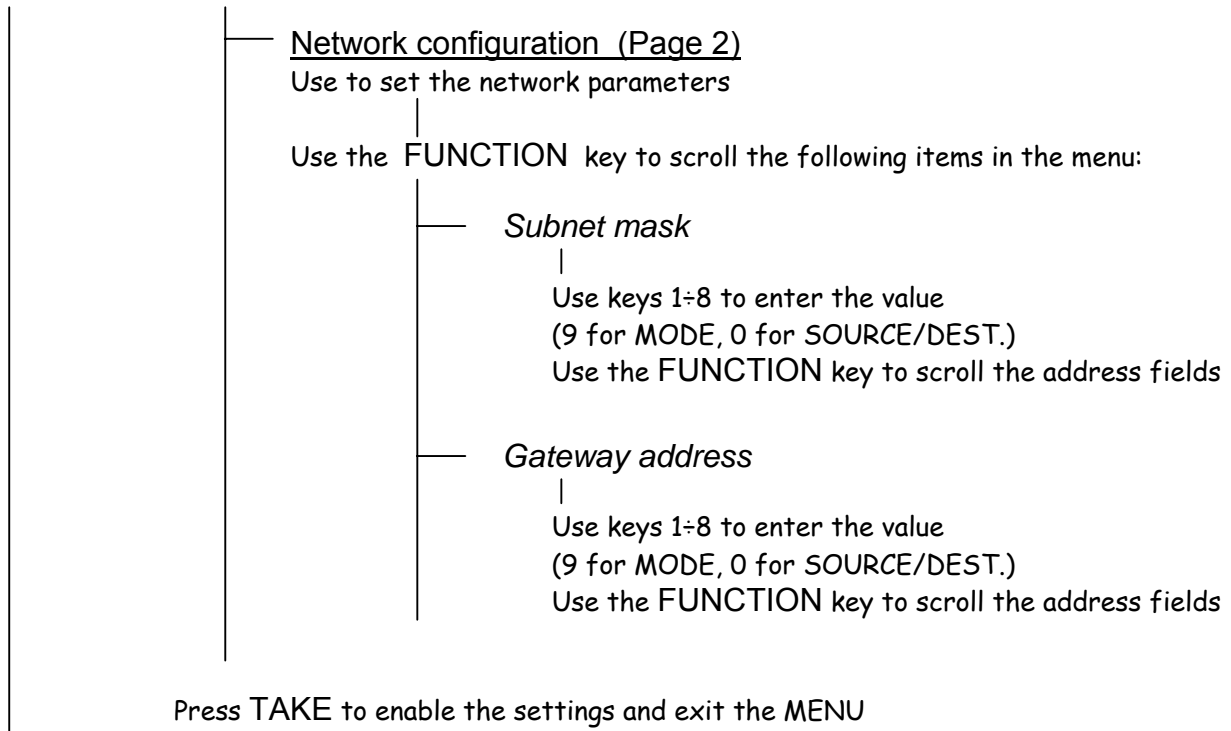 Network configuration (Page 2)
Use to set the network parameters
Use the FUNCTION key to scroll the following items in the menu:
Subnet mask
Use keys 1÷8 to enter the value
(9 for MODE, 0 for SOURCE/DEST.)
Use the FUNCTION key to scroll the address fields
Gateway address
Use keys 1÷8 to enter the value
(9 for MODE, 0 for SOURCE/DEST.)
Use the FUNCTION key to scroll the address fields
Press TAKE to enable the settings and exit the MENU